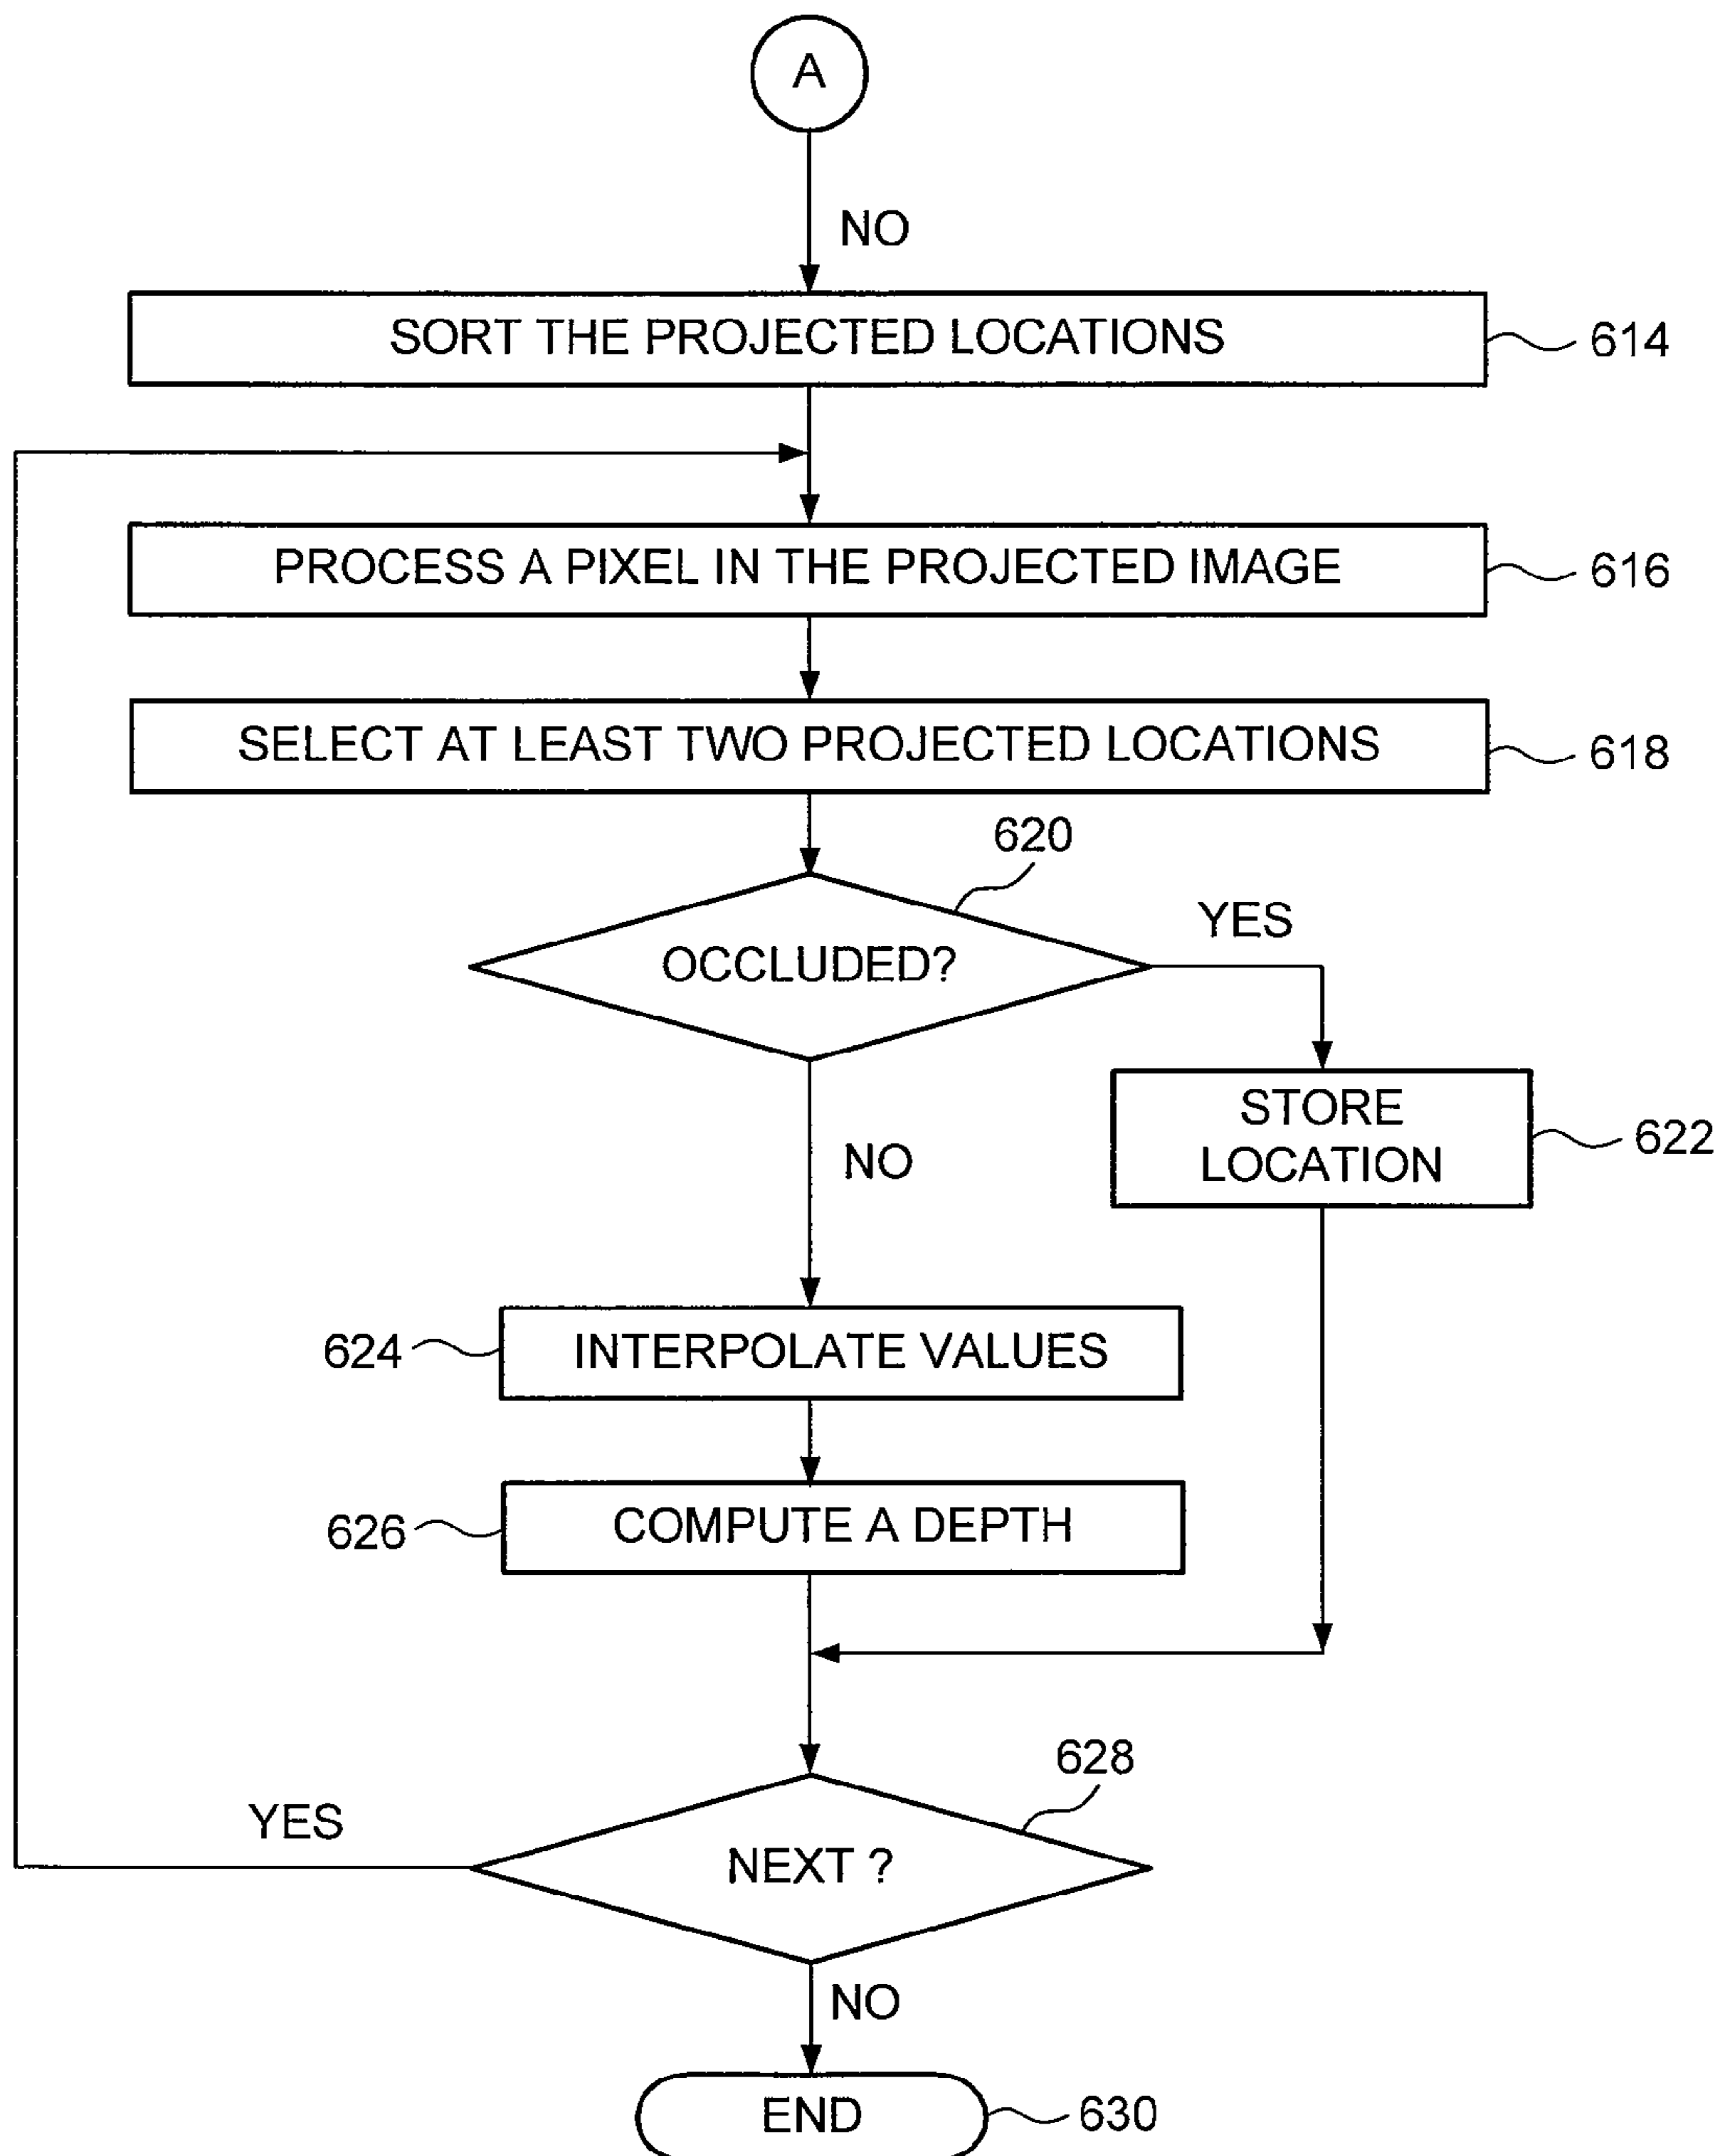 A
NO
SORT THE PROJECTED LOCATIONS
614
PROCESS A PIXEL IN THE PROJECTED IMAGE
616
SELECT AT LEAST TWO PROJECTED LOCATIONS
618
620
OCCLUDED?
YES
STORE
LOCATION
622
NO
624
INTERPOLATE VALUES
626
COMPUTE A DEPTH
628
YES
NEXT ?
NO
END
630